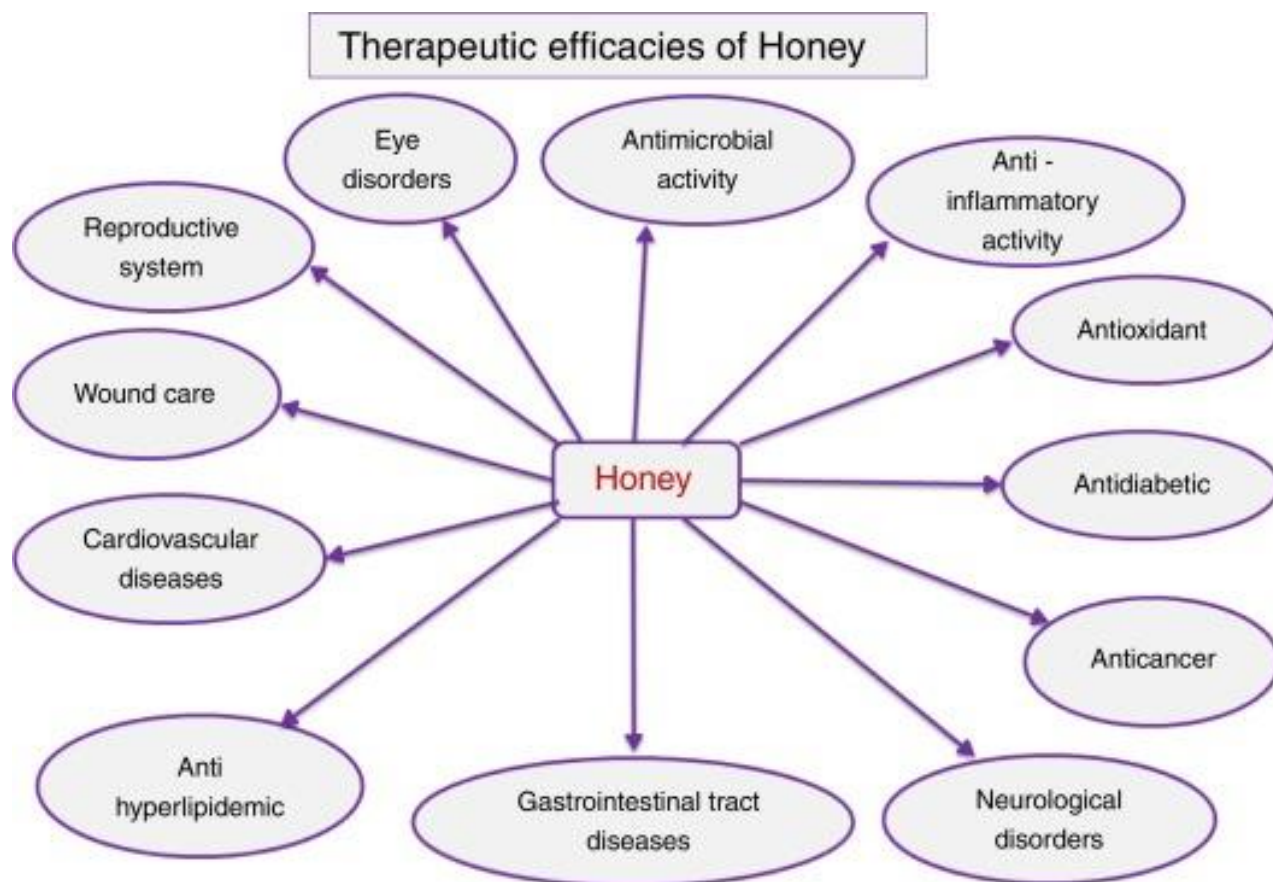 Therapeutic efficacies of Honey
Eye
disorders
Antimicrobial
activity
Anti -
inflammatory
activity
Reproductive
system
Antioxidant
Wound care
Honey
Antidiabetic
Cardiovascular
diseases
Anticancer
Anti
hyperlipidemic
Gastrointestinal tract
diseases
Neurological
disorders